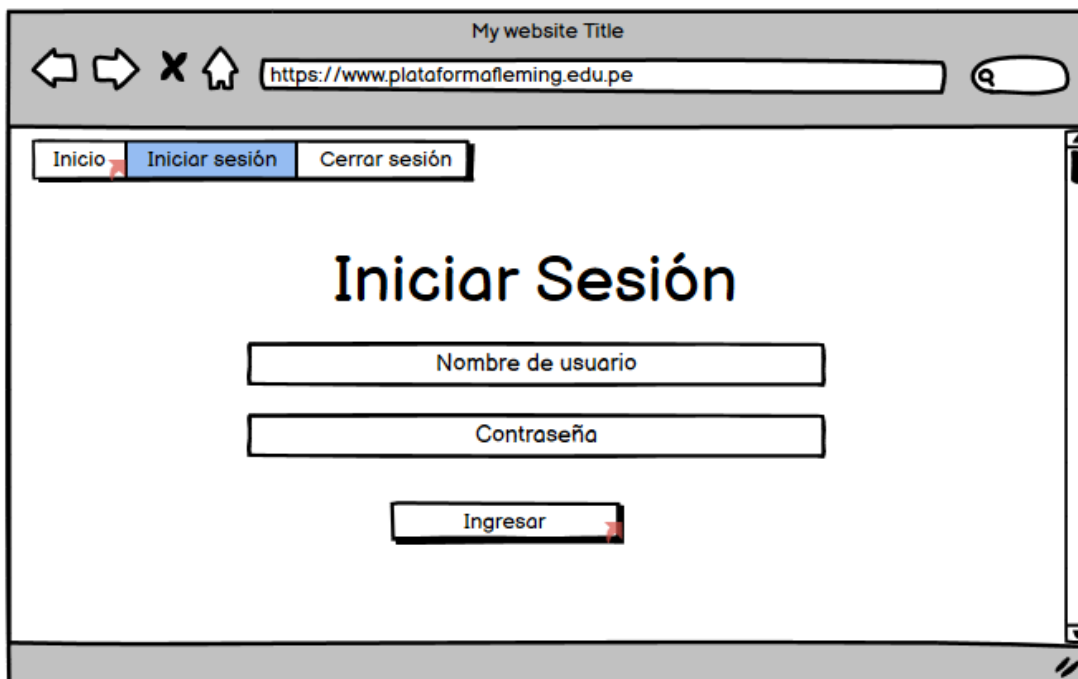 My website Title
https://www.plataformafleming.edu.pe
Inicio Iniciar sesión Cerrar sesión
Iniciar Sesión
Nombre de usuario
Contraseña
Ingresar